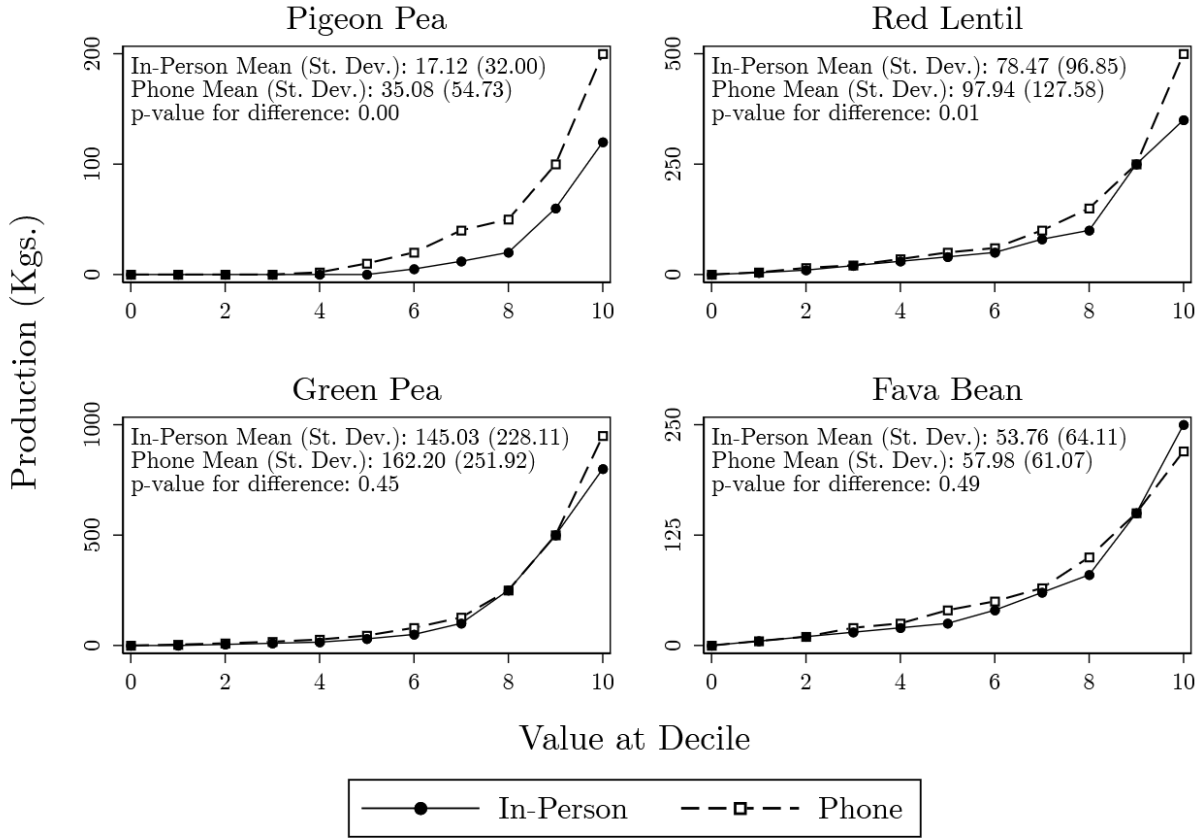 Production (Kgs.)
Pigeon Pea
In-Person Mean (St. Dev.): 17.12 (32.00)
Phone Mean (St. Dev.): 35.08 (54.73)
p-value for difference: 0.00
200
100
0
0 2 4 6 8 10
Red Lentil
In-Person Mean (St. Dev.): 78.47 (96.85)
Phone Mean (St. Dev.): 97.94 (127.58)
p-value for difference: 0.01
500
250
0
0 2 4 6 8 10
Green Pea
In-Person Mean (St. Dev.): 145.03 (228.11)
Phone Mean (St. Dev.): 162.20 (251.92)
p-value for difference: 0.45
1000
500
0
0 2 4 6 8 10
Fava Bean
In-Person Mean (St. Dev.): 53.76 (64.11)
Phone Mean (St. Dev.): 57.98 (61.07)
p-value for difference: 0.49
250
125
0
0 2 4 6 8 10
Value at Decile
In-Person Phone